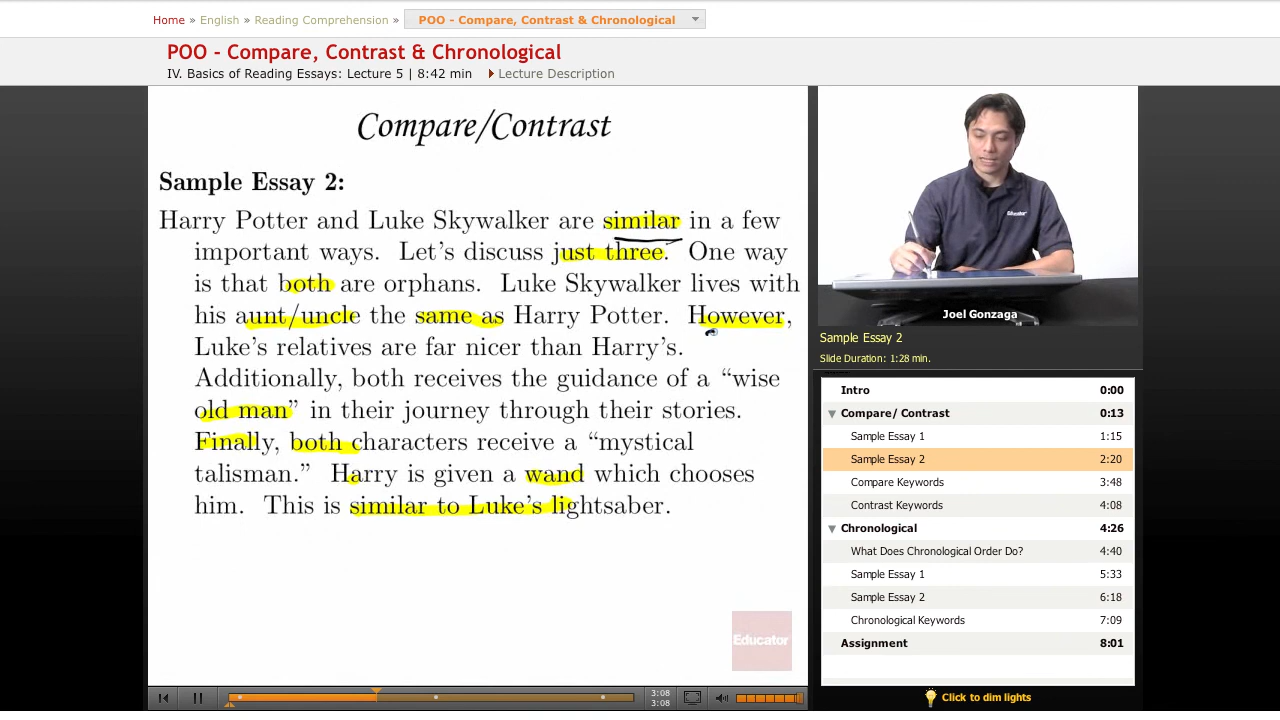 Home » English » Reading Comprehension » POO - Compare, Contrast & Chronological
POO - Compare, Contrast & Chronological
IV. Basics of Reading Essays: Lecture 5 | 8:42 min Lecture Description
Compare/Contrast
Sample Essay 2:
Harry Potter and Luke Skywalker are similar in a few
important ways. Let's discuss just three. One way
is that both are orphans. Luke Skywalker lives with
his aunt/uncle the same as Harry Potter. However,
Luke's relatives are far nicer than Harry's.
Additionally, both receives the guidance of a “wise
old man” in their journey through their stories.
Finally, both characters receive a “mystical
talisman.” Harry is given a wand which chooses
him. This is similar to Luke's lightsaber.
Educator
3:08
3:08
Educator
Joel Gonzaga
Sample Essay 2
Slide Duration: 1:28 min.
Intro 0:00
Compare/ Contrast 0:13
Sample Essay 1 1:15
Sample Essay 2 2:20
Compare Keywords 3:48
Contrast Keywords 4:08
Chronological 4:26
What Does Chronological Order Do? 4:40
Sample Essay 1 5:33
Sample Essay 2 6:18
Chronological Keywords 7:09
Assignment 8:01
Click to dim lights